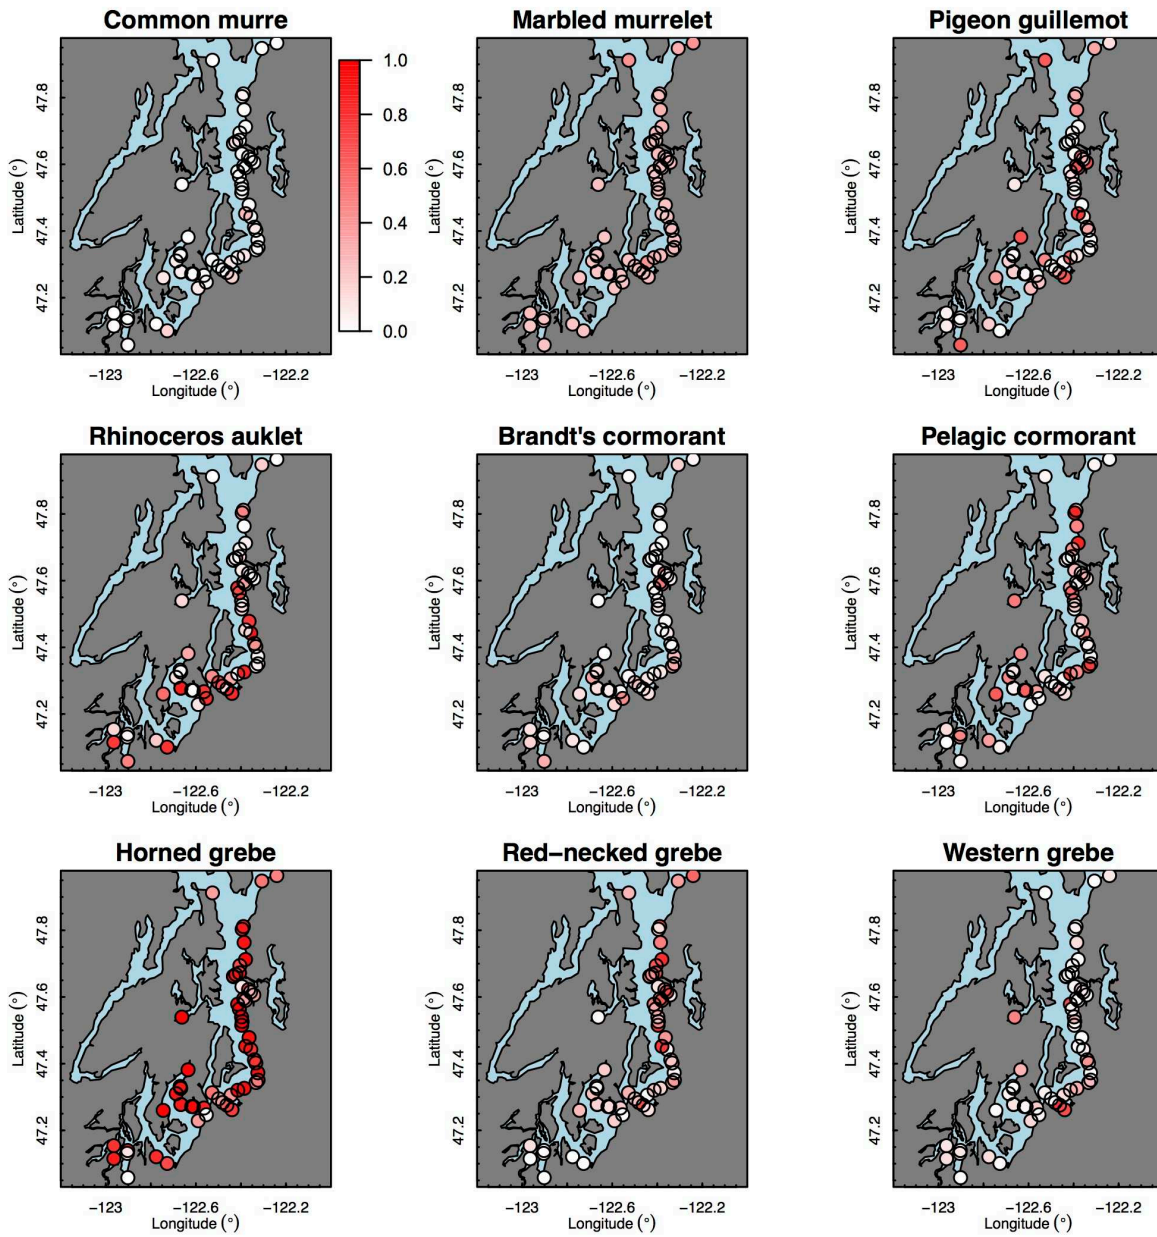 Common murre
Marbled murrelet
Pigeon guillemot
1.0
0.8
0.6
0.4
0.2
0.0
47.8
47.6
47.4
47.2
Latitude (°)
−123
−122.6
−122.2
Longitude (°)
47.8
47.6
47.4
47.2
Latitude (°)
−123
−122.6
−122.2
Longitude (°)
47.8
47.6
47.4
47.2
Latitude (°)
−123
−122.6
−122.2
Longitude (°)
Rhinoceros auklet
Brandt's cormorant
Pelagic cormorant
47.8
47.6
47.4
47.2
Latitude (°)
−123
−122.6
−122.2
Longitude (°)
47.8
47.6
47.4
47.2
Latitude (°)
−123
−122.6
−122.2
Longitude (°)
47.8
47.6
47.4
47.2
Latitude (°)
−123
−122.6
−122.2
Longitude (°)
Horned grebe
Red−necked grebe
Western grebe
47.8
47.6
47.4
47.2
Latitude (°)
−123
−122.6
−122.2
Longitude (°)
47.8
47.6
47.4
47.2
Latitude (°)
−123
−122.6
−122.2
Longitude (°)
47.8
47.6
47.4
47.2
Latitude (°)
−123
−122.6
−122.2
Longitude (°)